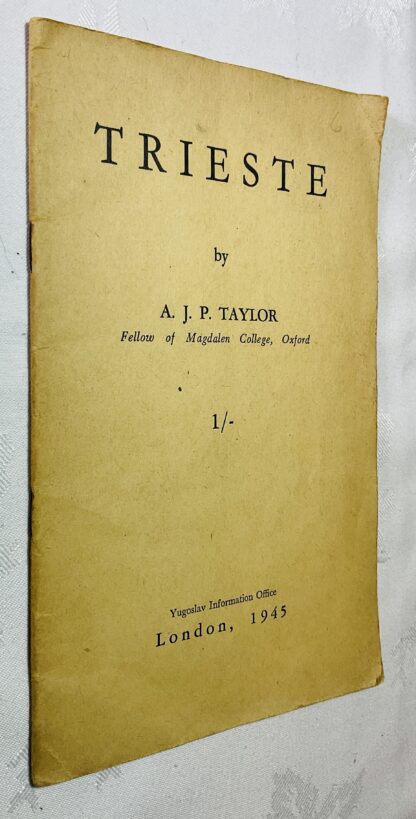 TRIESTE
by
A. J. P. TAYLOR
Fellow of Magdalen College, Oxford
1/-
Yugoslav Information Office
London, 1945